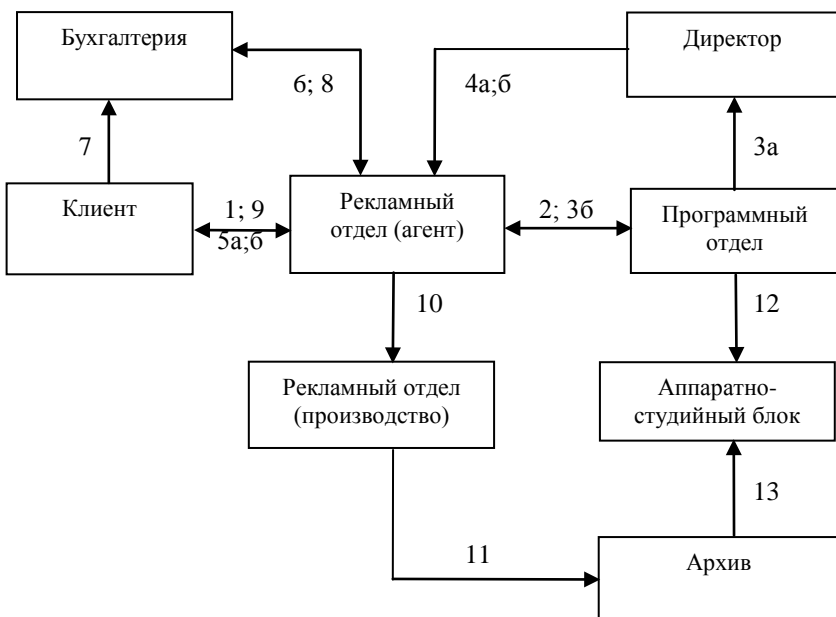 Бухгалтерия
Директор
6; 8
4а;б
7
3а
Клиент
1; 9
5а;б
Рекламный
отдел (агент)
2; 3б
Программный
отдел
10
12
Рекламный отдел
(производство)
Аппаратно-
студийный блок
13
11
Архив